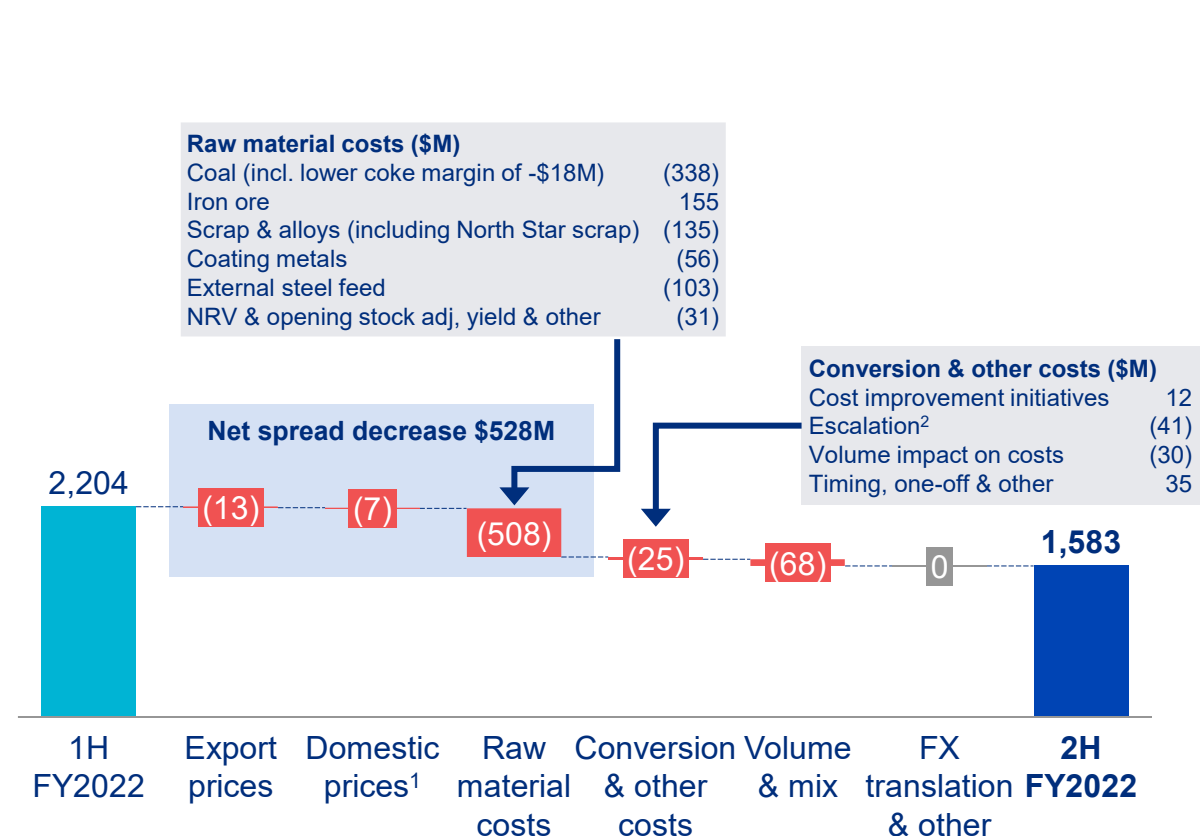 Raw material costs ($M)
Coal (incl. lower coke margin of -$18M) (338)
Iron ore 155
Scrap & alloys (including North Star scrap) (135)
Coating metals (56)
External steel feed (103)
NRV & opening stock adj, yield & other (31)
Conversion & other costs ($M)
Cost improvement initiatives 12
Escalation² (41)
Volume impact on costs (30)
Timing, one-off & other 35
Net spread decrease $528M
2,204
(13)
(7)
(508)
(25)
(68)
0
1,583
1H
FY2022
Export
prices
Domestic
prices¹
Raw
material
costs
Conversion
& other
costs
Volume
& mix
FX
translation
& other
2H
FY2022